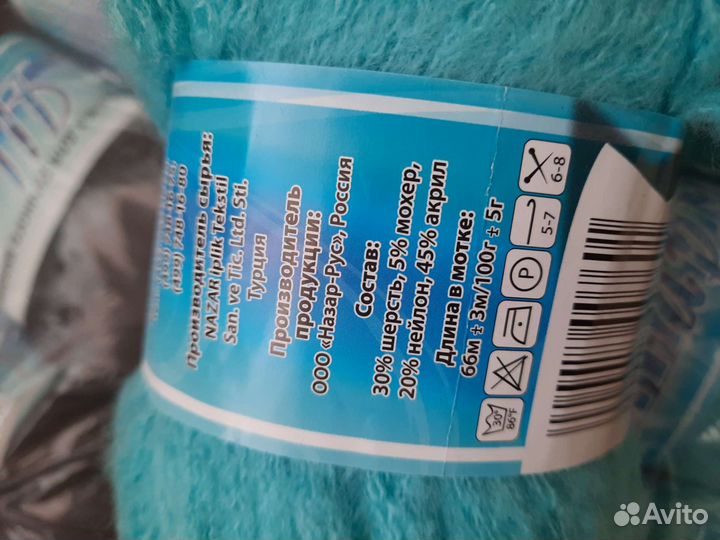 (499) 748-16-80
Производитель сырья:
NAZAR Iplik Tekstil
San. ve Tic. Ltd. Sti.
Турция
Производитель
продукции:
ООО «Назар-Рус», Россия
Состав:
30% шерсть, 5% мохер,
20% нейлон, 45% акрил
Длина в мотке:
66м ± 3м/100г ± 5г
30°
86°F
P
5-7
6-8
Avito